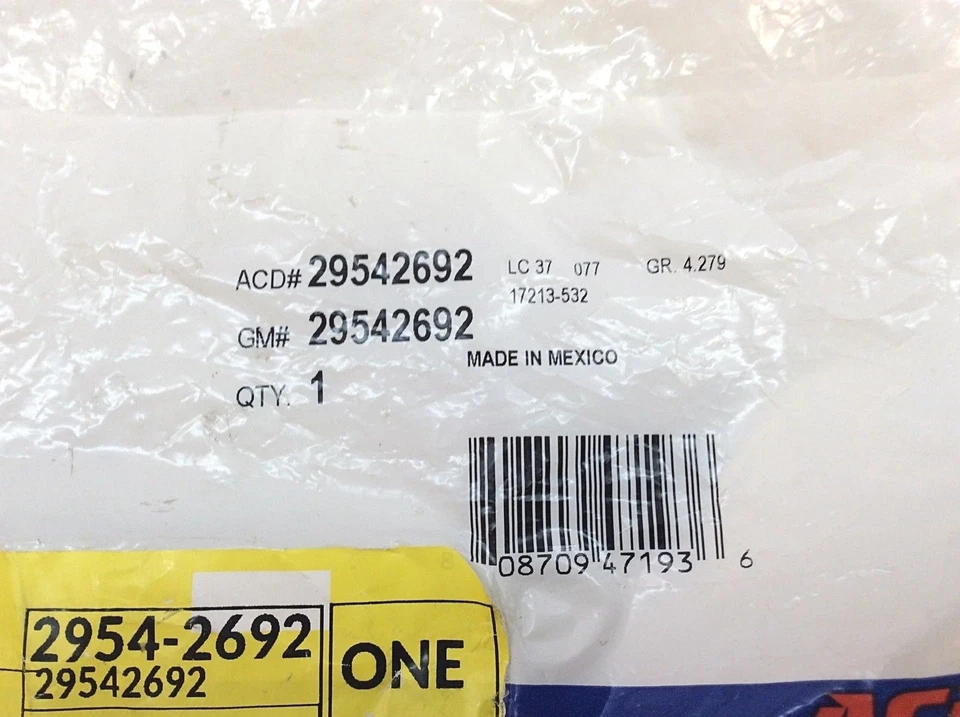 ACD# 29542692 LC 37 077 GR. 4.279
17213-532
GM# 29542692
MADE IN MEXICO
QTY. 1
8 08709 47193 6
2954-2692
29542692
ONE